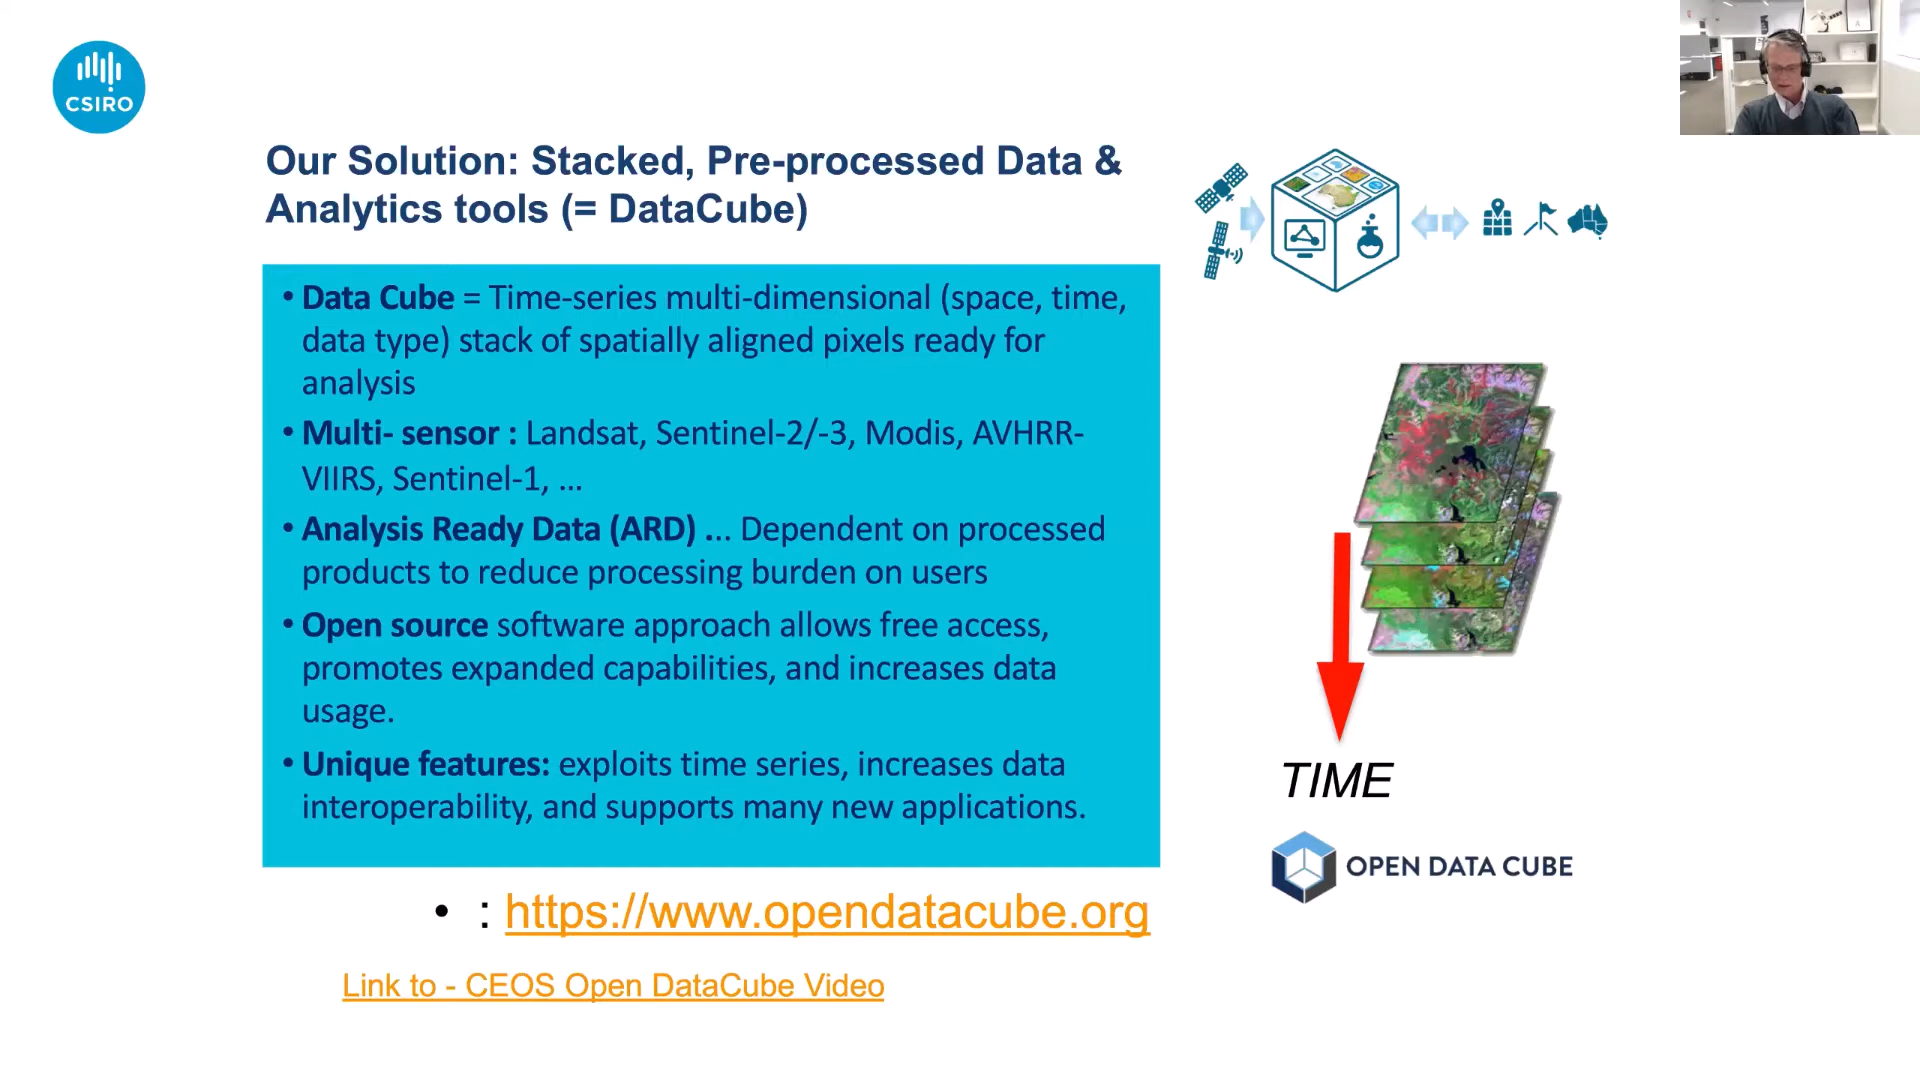 CSIRO
Our Solution: Stacked, Pre-processed Data &
Analytics tools (= DataCube)
• Data Cube = Time-series multi-dimensional (space, time,
data type) stack of spatially aligned pixels ready for
analysis
• Multi- sensor : Landsat, Sentinel-2/-3, Modis, AVHRR-
VIIRS, Sentinel-1, ...
• Analysis Ready Data (ARD) ... Dependent on processed
products to reduce processing burden on users
• Open source software approach allows free access,
promotes expanded capabilities, and increases data
usage.
• Unique features: exploits time series, increases data
interoperability, and supports many new applications.
TIME
OPEN DATA CUBE
• : https://www.opendatacube.org
Link to - CEOS Open DataCube Video